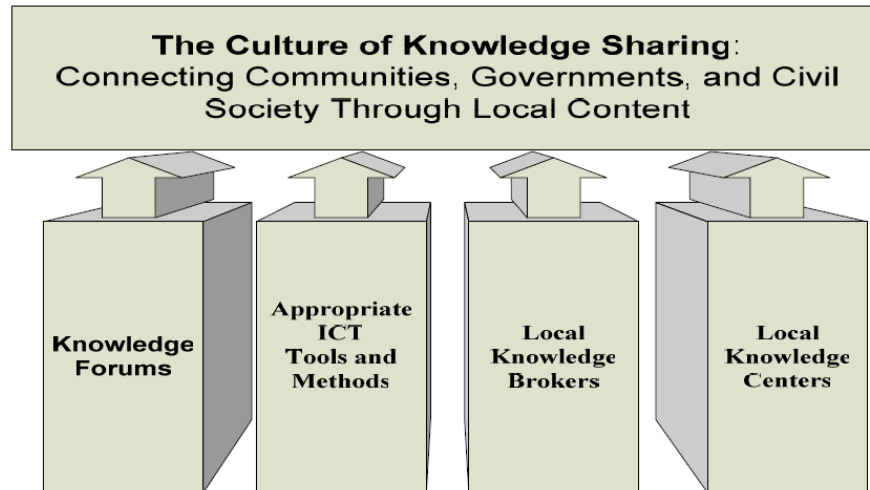 The Culture of Knowledge Sharing:
Connecting Communities, Governments, and Civil
Society Through Local Content
Knowledge
Forums
Appropriate
ICT
Tools and
Methods
Local
Knowledge
Brokers
Local
Knowledge
Centers